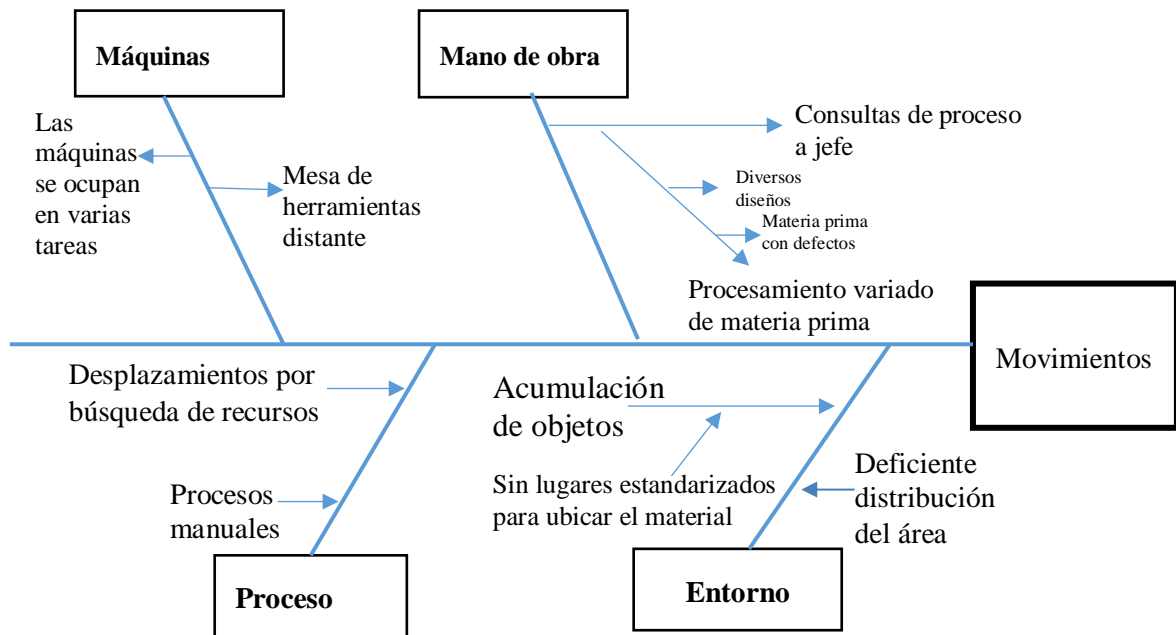 Máquinas
Mano de obra
Las
máquinas
se ocupan
en varias
tareas
Mesa de
herramientas
distante
Consultas de proceso
a jefe
Diversos
diseños
Materia prima
con defectos
Procesamiento variado
de materia prima
Movimientos
Desplazamientos por
búsqueda de recursos
Procesos
manuales
Acumulación
de objetos
Sin lugares estandarizados
para ubicar el material
Deficiente
distribución
del área
Proceso
Entorno